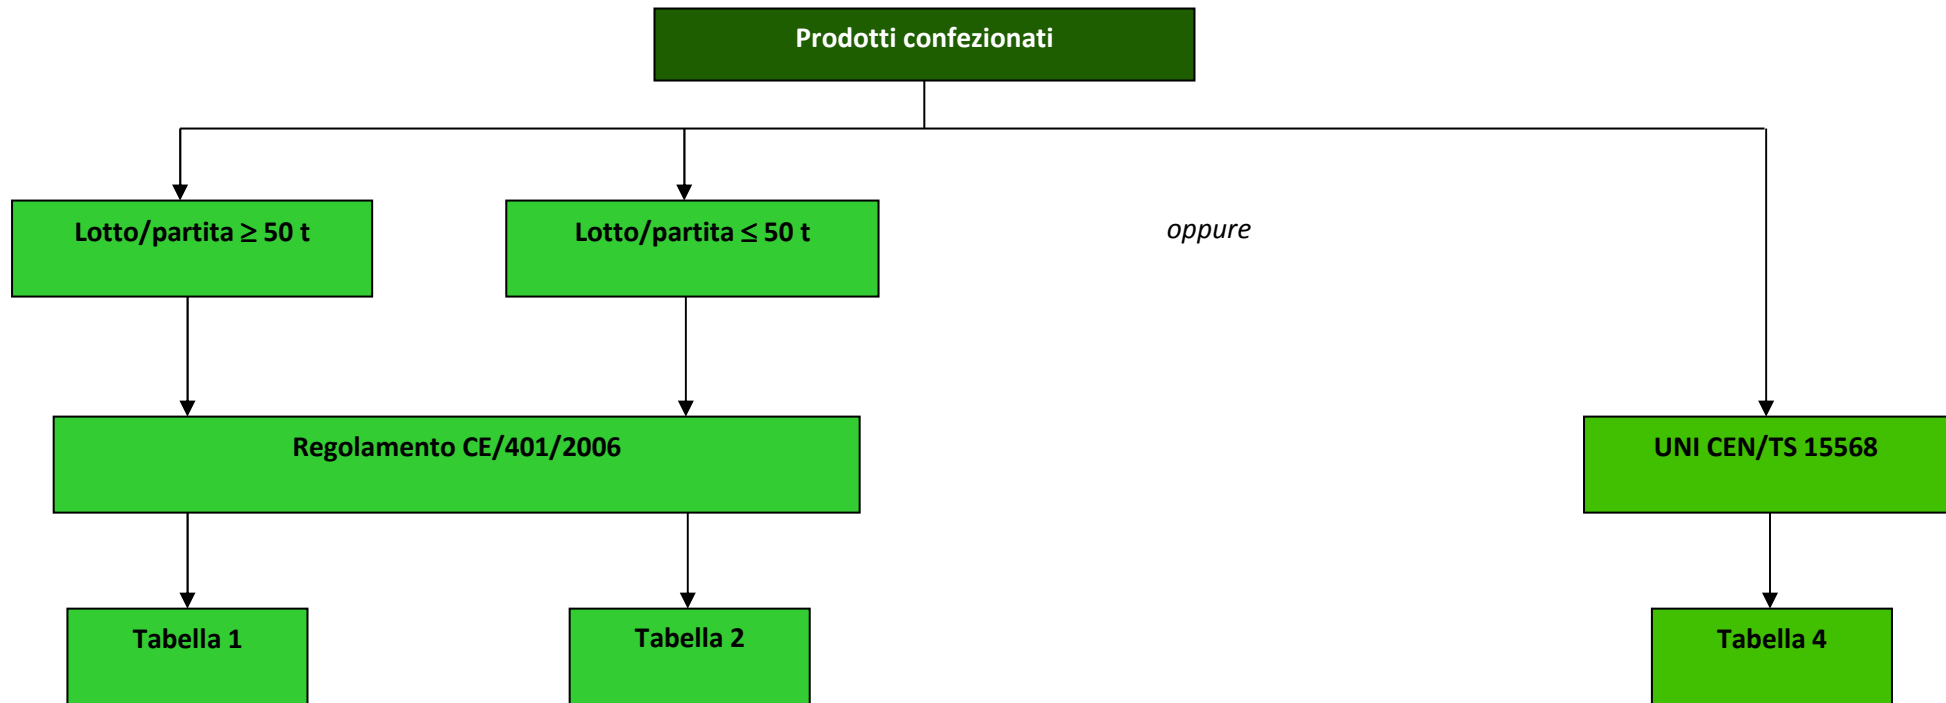 Prodotti confezionati
Lotto/partita ≥ 50 t
Lotto/partita ≤ 50 t
oppure
Regolamento CE/401/2006
UNI CEN/TS 15568
Tabella 1
Tabella 2
Tabella 4